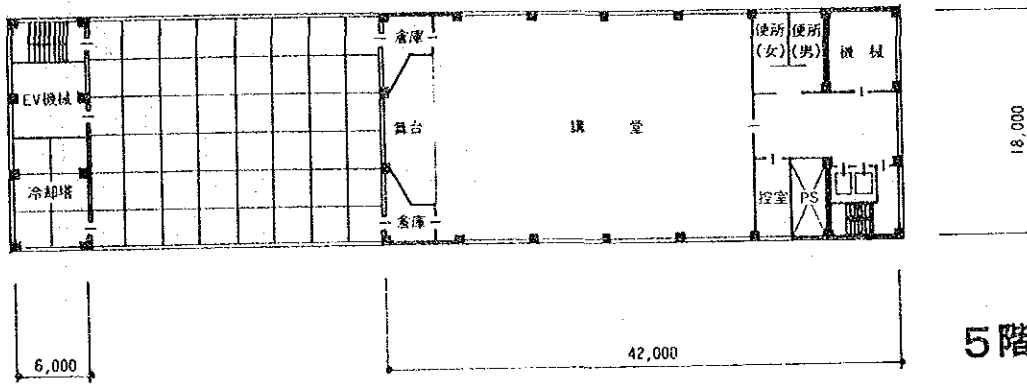 倉庫
便所
(女)
便所
(男)
機械
EV機械
舞台
講堂
18,000
冷却塔
控室
PS
倉庫
5階
6,000
42,000